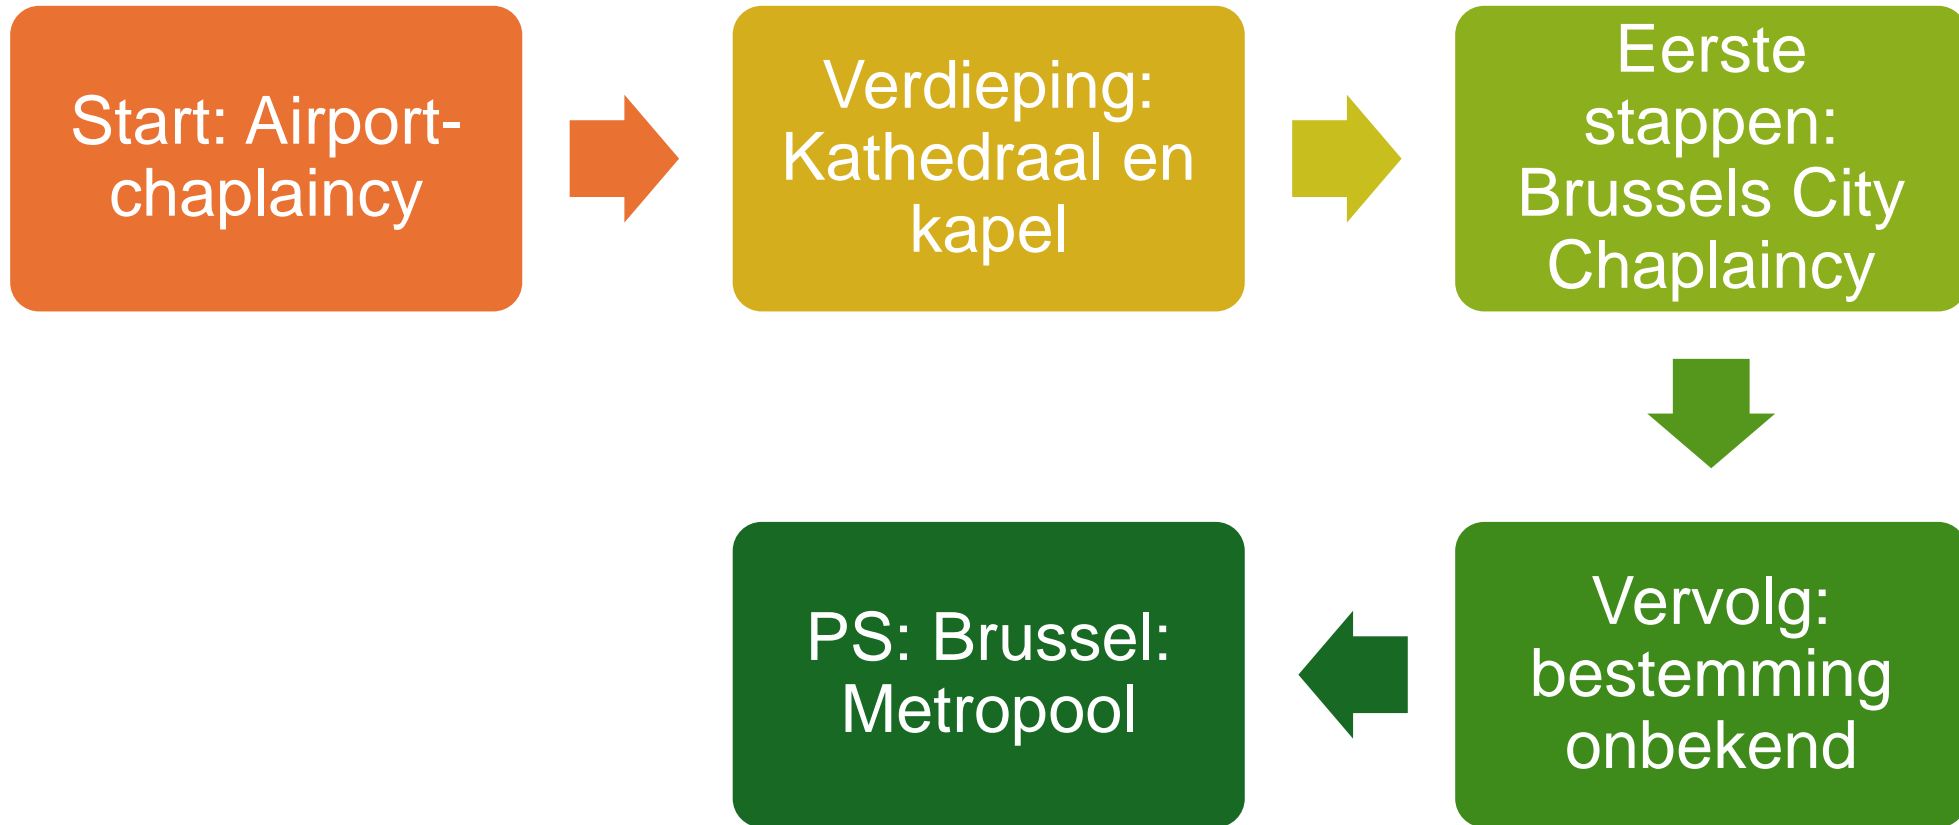 Start: Airport-
chaplaincy
Verdieping:
Kathedraal en
kapel
Eerste
stappen:
Brussels City
Chaplaincy
Vervolg:
bestemming
onbekend
PS: Brussel:
Metropool